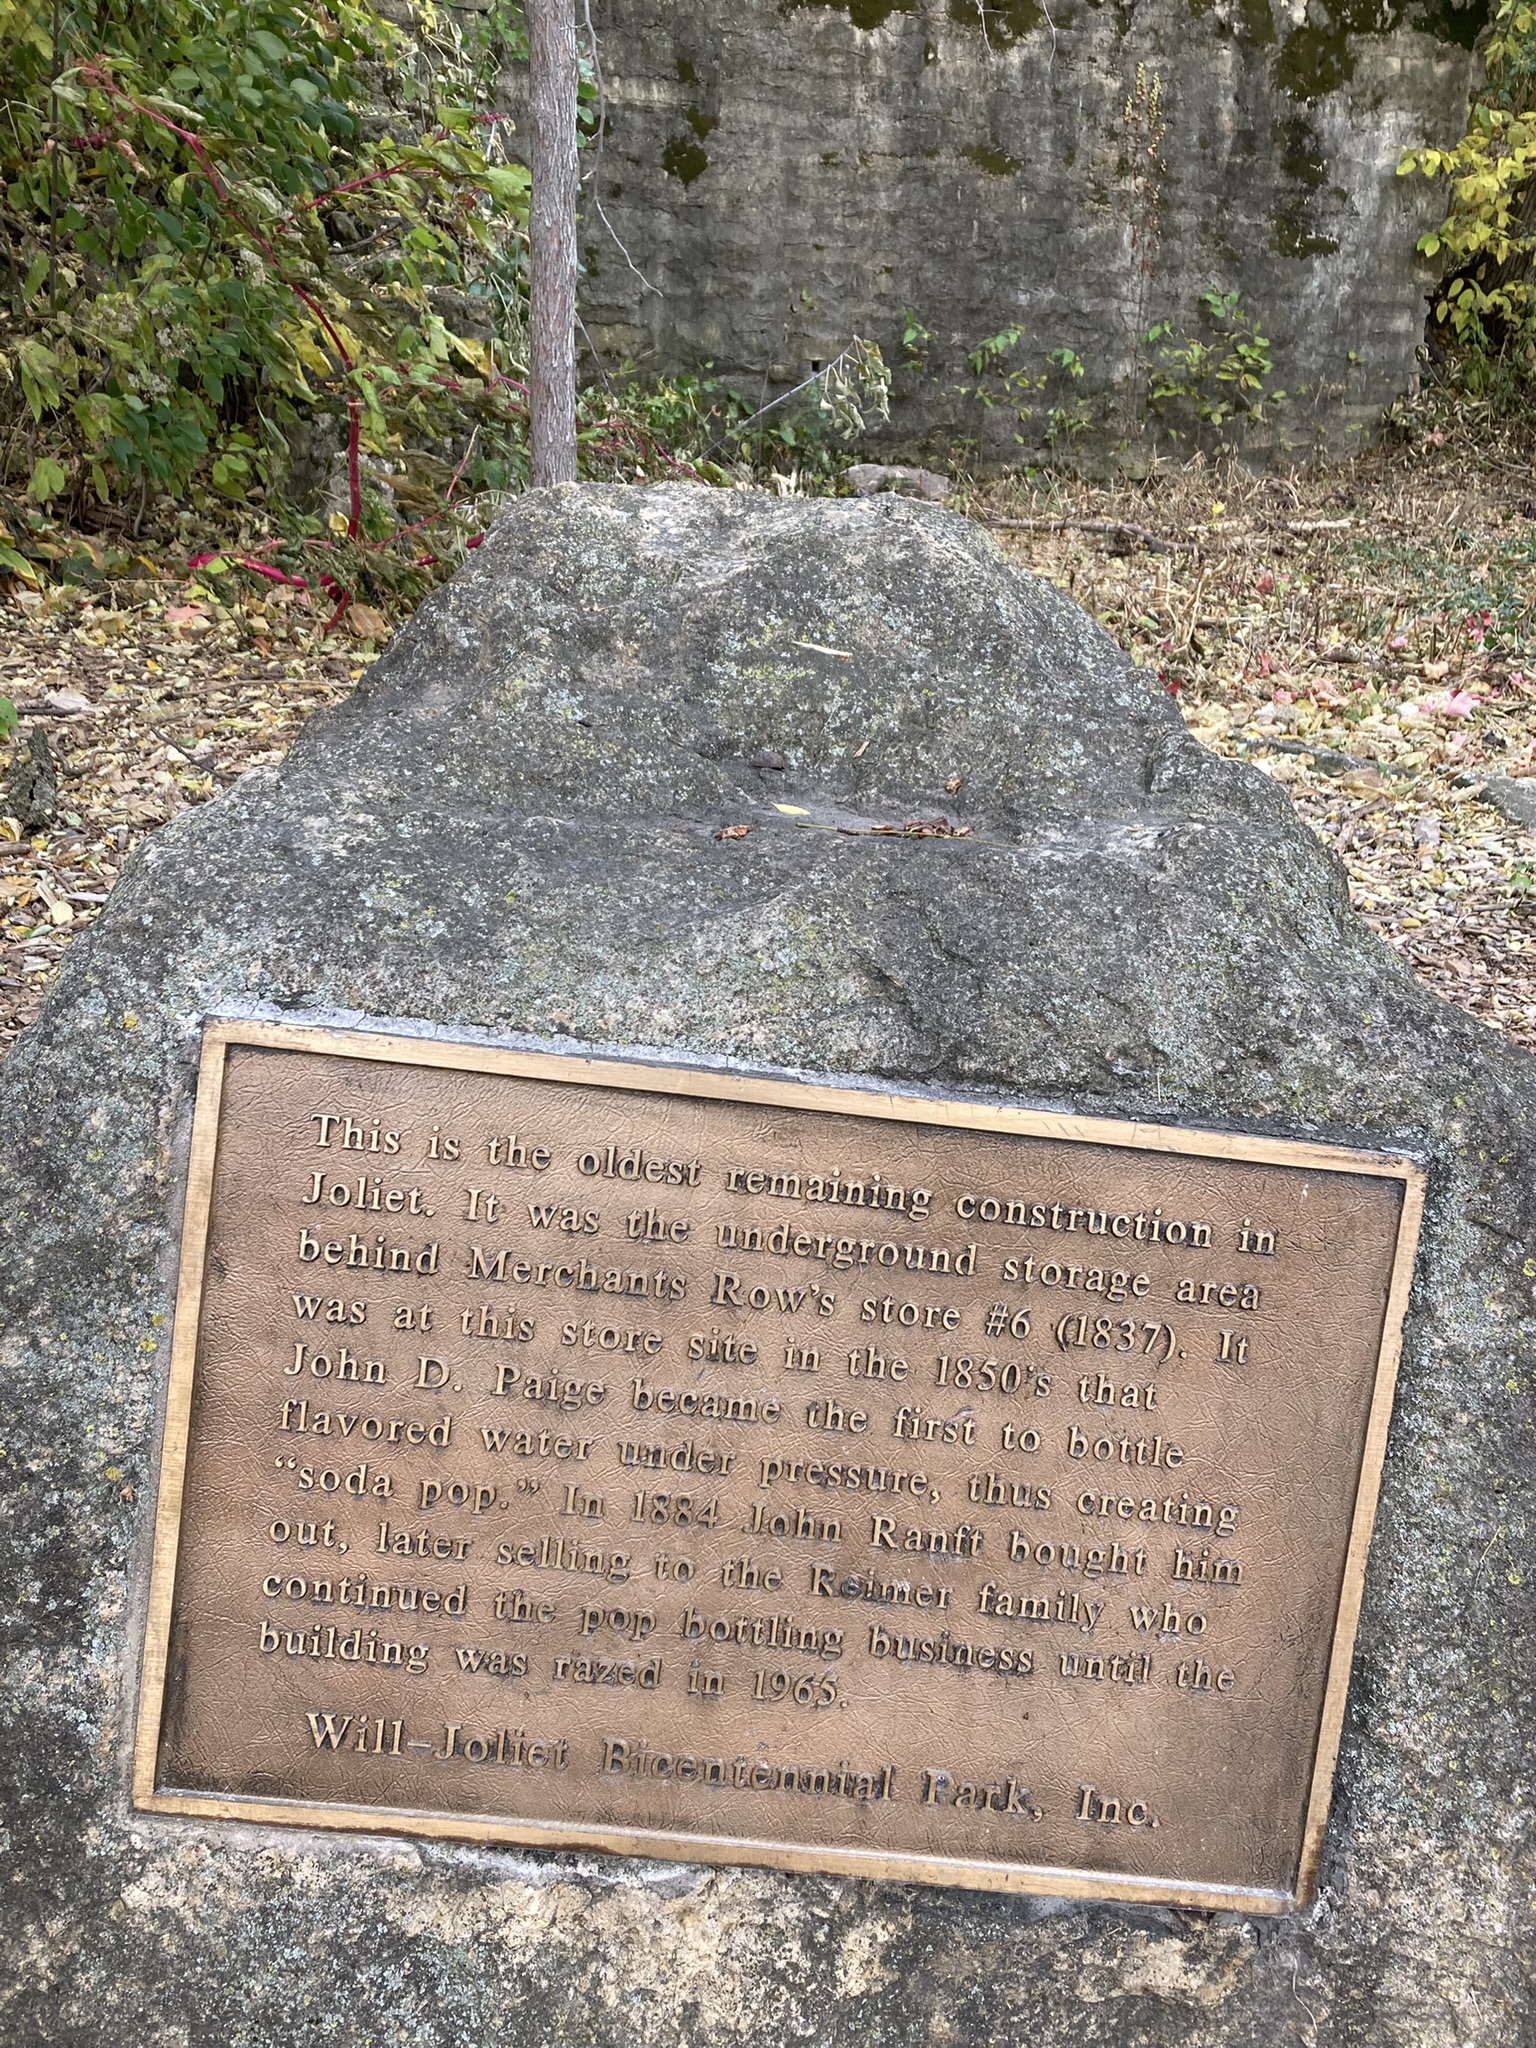 This is the oldest remaining construction in
Joliet. It was the underground storage area
behind Merchants Row's store #6 (1837). It
was at this store site in the 1850's that
John D. Paige became the first to bottle
flavored water under pressure, thus creating
“soda pop.” In 1884 John Ranft bought him
out, later selling to the Reimer family who
continued the pop bottling business until the
building was razed in 1965.
Will–Joliet Bicentennial Park, Inc.